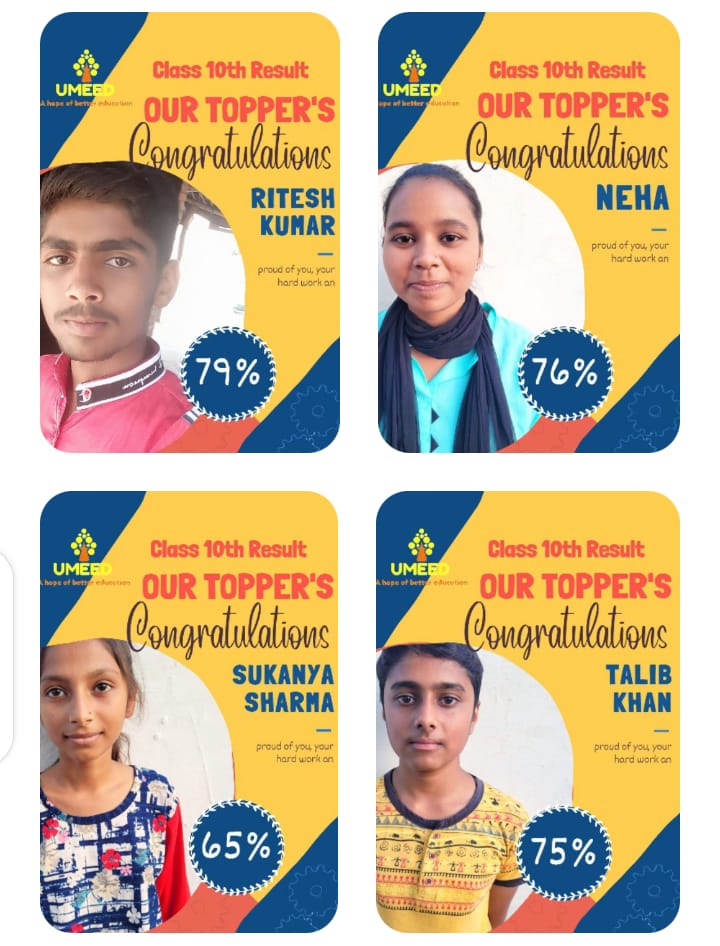 UMEED
A hope of better education
Class 10th Result
OUR TOPPER'S
Congratulations
RITESH
KUMAR
proud of you, your
hard work an
79%
UMEED
ope of better education
Class 10th Result
OUR TOPPER'S
Congratulations
NEHA
proud of you, your
hard work an
76%
UMEED
A hope of better education
Class 10th Result
OUR TOPPER'S
Congratulations
SUKANYA
SHARMA
proud of you, your
hard work an
65%
UMEED
A hope of better education
Class 10th Result
OUR TOPPER'S
Congratulations
TALIB
KHAN
proud of you, your
hard work an
75%